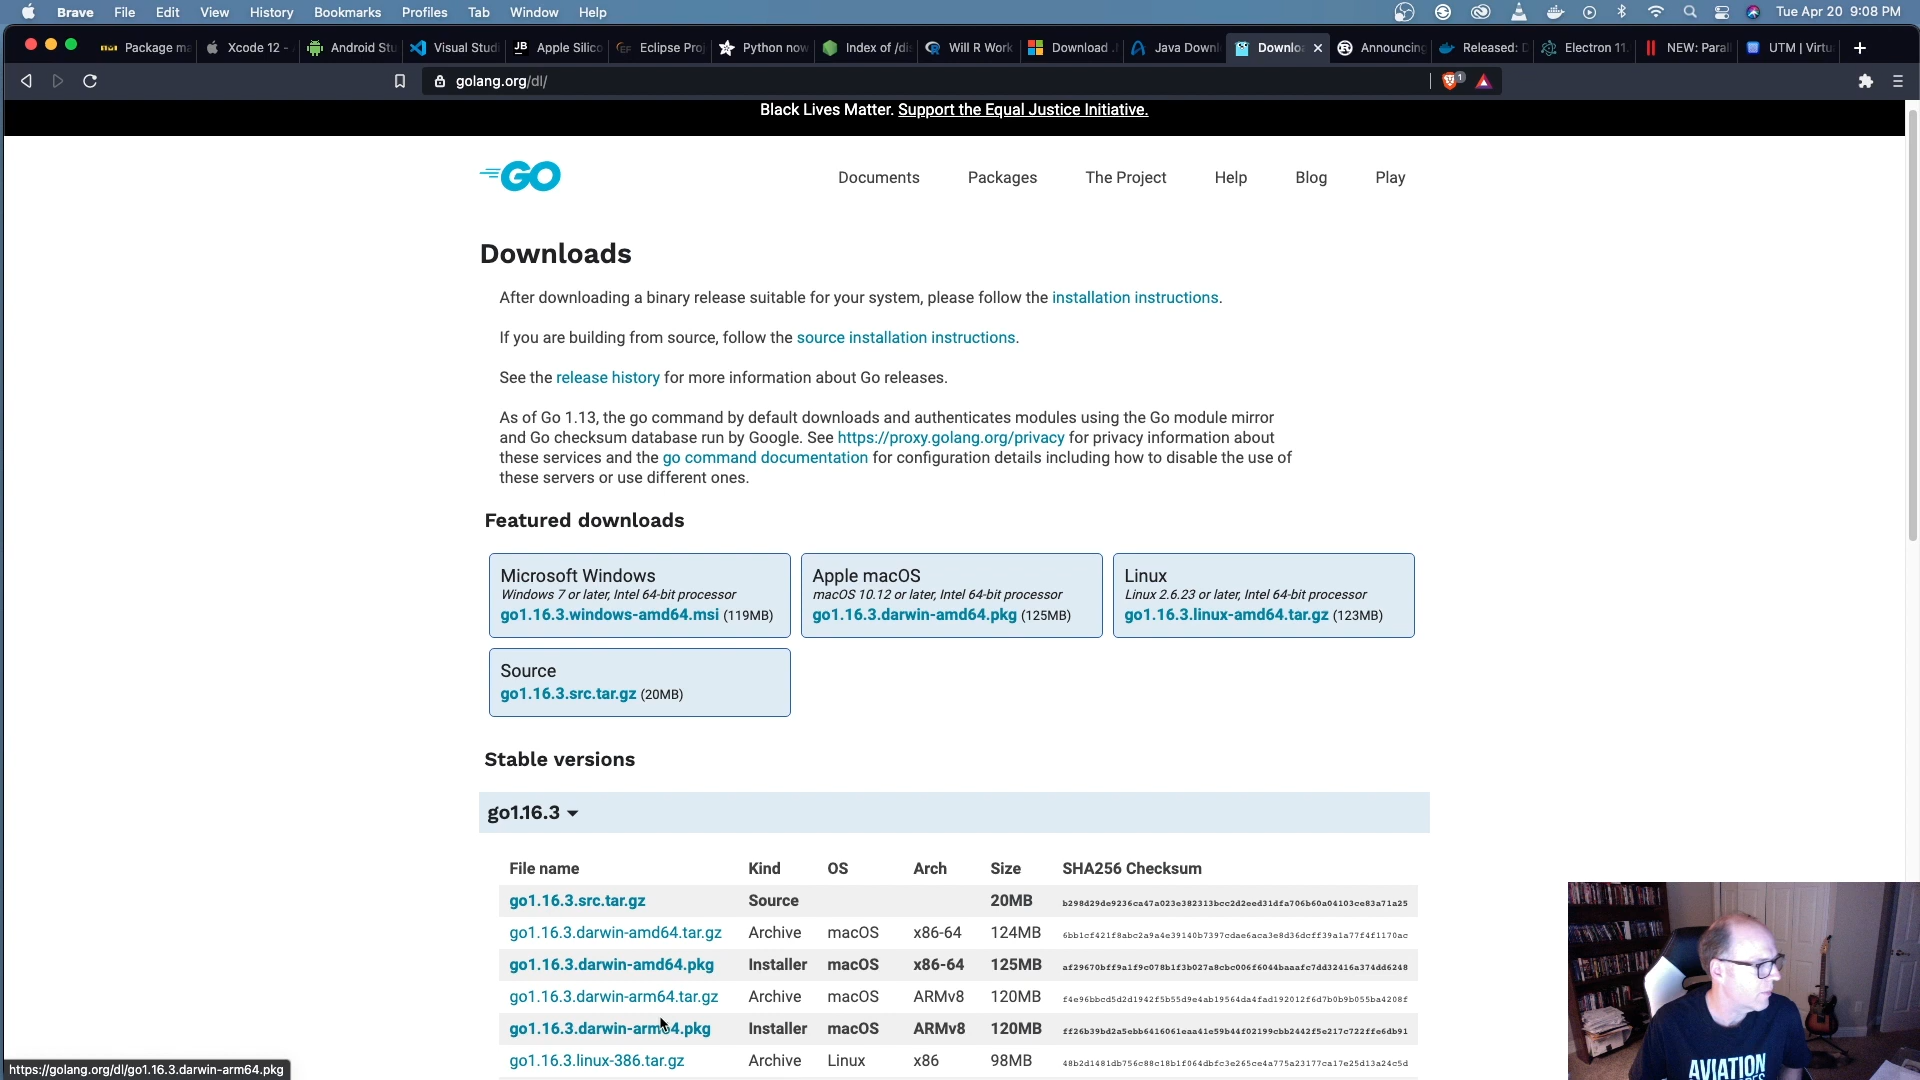 Brave File Edit View History Bookmarks Profiles Tab Window Help Tue Apr 20 9:08 PM
Package ma Xcode 12 - Android Stu Visual Studi Apple Silico Eclipse Proj Python now Index of /dis Will R Work Download . Java Downl Downloa Announcing Released: D Electron 11. NEW: Paral UTM | Virtu
golang.org/dl/
Black Lives Matter. Support the Equal Justice Initiative.
GO Documents Packages The Project Help Blog Play
Downloads
After downloading a binary release suitable for your system, please follow the installation instructions.
If you are building from source, follow the source installation instructions.
See the release history for more information about Go releases.
As of Go 1.13, the go command by default downloads and authenticates modules using the Go module mirror
and Go checksum database run by Google. See https://proxy.golang.org/privacy for privacy information about
these services and the go command documentation for configuration details including how to disable the use of
these servers or use different ones.
Featured downloads
Microsoft Windows
Windows 7 or later, Intel 64-bit processor
go1.16.3.windows-amd64.msi (119MB)
Apple macOS
macOS 10.12 or later, Intel 64-bit processor
go1.16.3.darwin-amd64.pkg (125MB)
Linux
Linux 2.6.23 or later, Intel 64-bit processor
go1.16.3.linux-amd64.tar.gz (123MB)
Source
go1.16.3.src.tar.gz (20MB)
Stable versions
go1.16.3
File name Kind OS Arch Size SHA256 Checksum
go1.16.3.src.tar.gz Source 20MB b298d29de9236ca47a023e382313bcc2d2eed31dfa706b60a04103ce83a71a25
go1.16.3.darwin-amd64.tar.gz Archive macOS x86-64 124MB 6bb1cf421f8abc2a9a4e39140b7397cdae6aca3e8d36dcff39a1a77f4f1170ac
go1.16.3.darwin-amd64.pkg Installer macOS x86-64 125MB af29670bff9a1f9c078b1f3b027a8cbc006f6044baaafc7dd32416a374dd6248
go1.16.3.darwin-arm64.tar.gz Archive macOS ARMv8 120MB f4e96bbcd5d2d1942f5b55d9e4ab19564da4fad192012f6d7b0b9b055ba4208f
go1.16.3.darwin-arm64.pkg Installer macOS ARMv8 120MB ff26b39bd2a5ebb6416061eaa41e59b44f02199cbb2442f5e217c722ffe6db91
go1.16.3.linux-386.tar.gz Archive Linux x86 98MB 48b2d1481db756c88c18b1f064dbfc3e265ce4a775a23177ca17e25d13a24c5d
https://golang.org/dl/go1.16.3.darwin-arm64.pkg
AVIATION